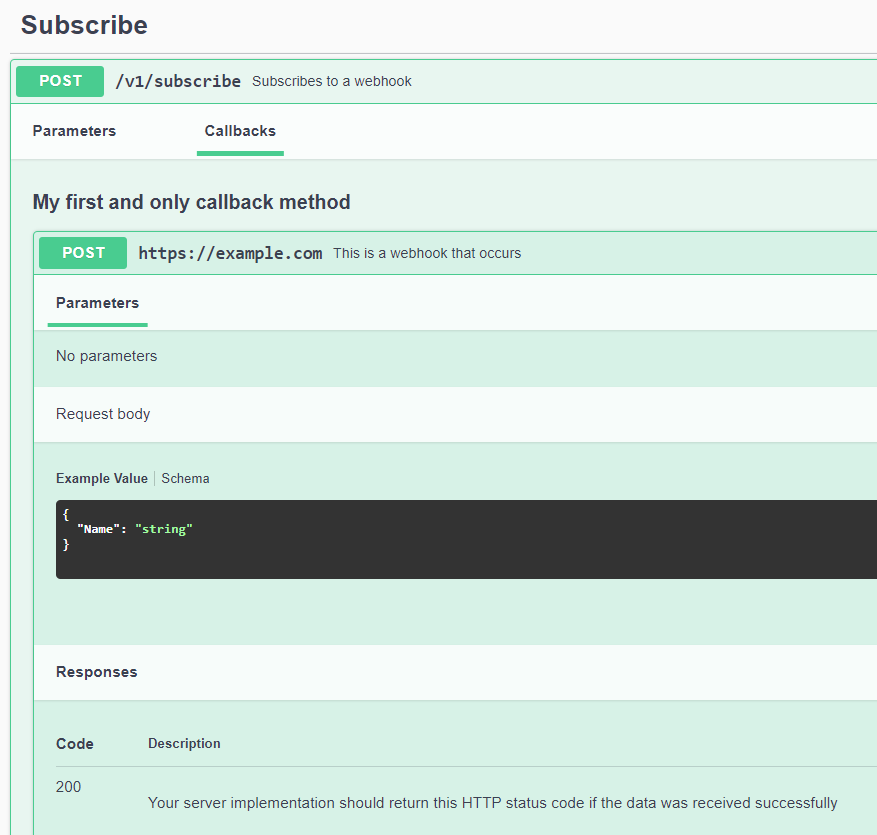 Subscribe
POST /v1/subscribe Subscribes to a webhook
Parameters Callbacks
My first and only callback method
POST https://example.com This is a webhook that occurs
Parameters
No parameters
Request body
Example Value Schema
{
"Name": "string"
}
Responses
Code Description
200
Your server implementation should return this HTTP status code if the data was received successfully